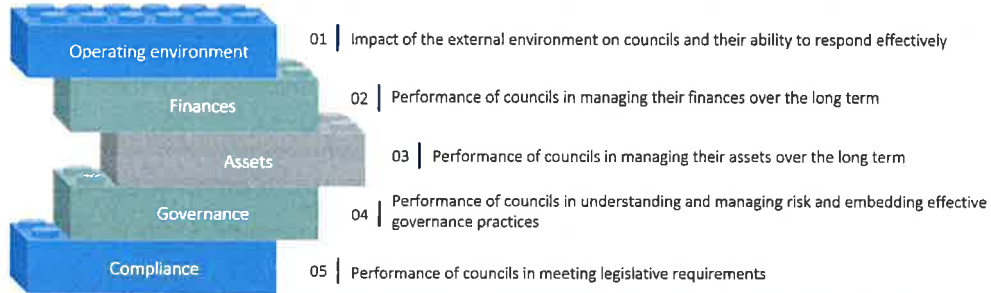 Operating environment
01 Impact of the external environment on councils and their ability to respond effectively
Finances
02 Performance of councils in managing their finances over the long term
Assets
03 Performance of councils in managing their assets over the long term
Governance
04 Performance of councils in understanding and managing risk and embedding effective
governance practices
Compliance
05 Performance of councils in meeting legislative requirements